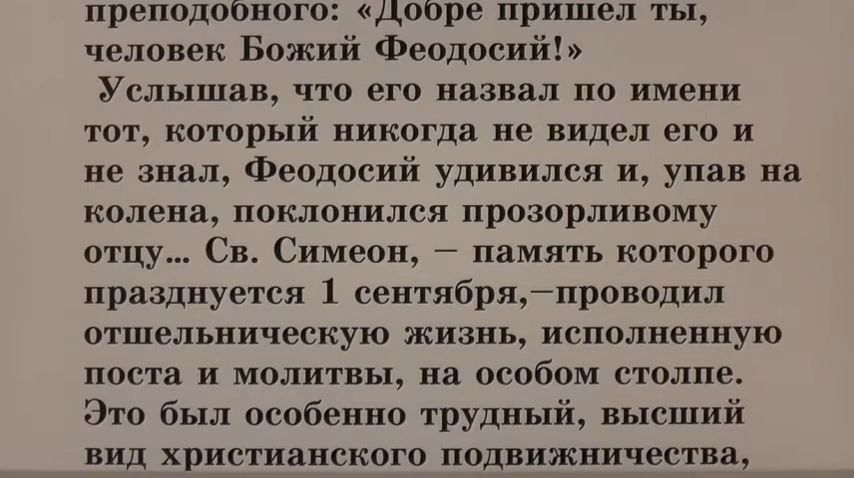 преподобного: «Добре пришел ты,
человек Божий Феодосий!»
Услышав, что его назвал по имени
тот, который никогда не видел его и
не знал, Феодосий удивился и, упав на
колена, поклонился прозорливому
отцу... Св. Симеон, – память которого
празднуется 1 сентября,–проводил
отшельническую жизнь, исполненную
поста и молитвы, на особом столпе.
Это был особенно трудный, высший
вид христианского подвижничества,